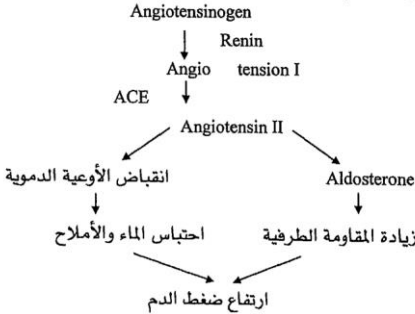 Angiotensinogen
Renin
Angio tension I
ACE
Angiotensin II
انقباض الأوعية الدموية
Aldosterone
احتباس الماء والأملاح
زيادة المقاومة الطرفية
ارتفاع ضغط الدم